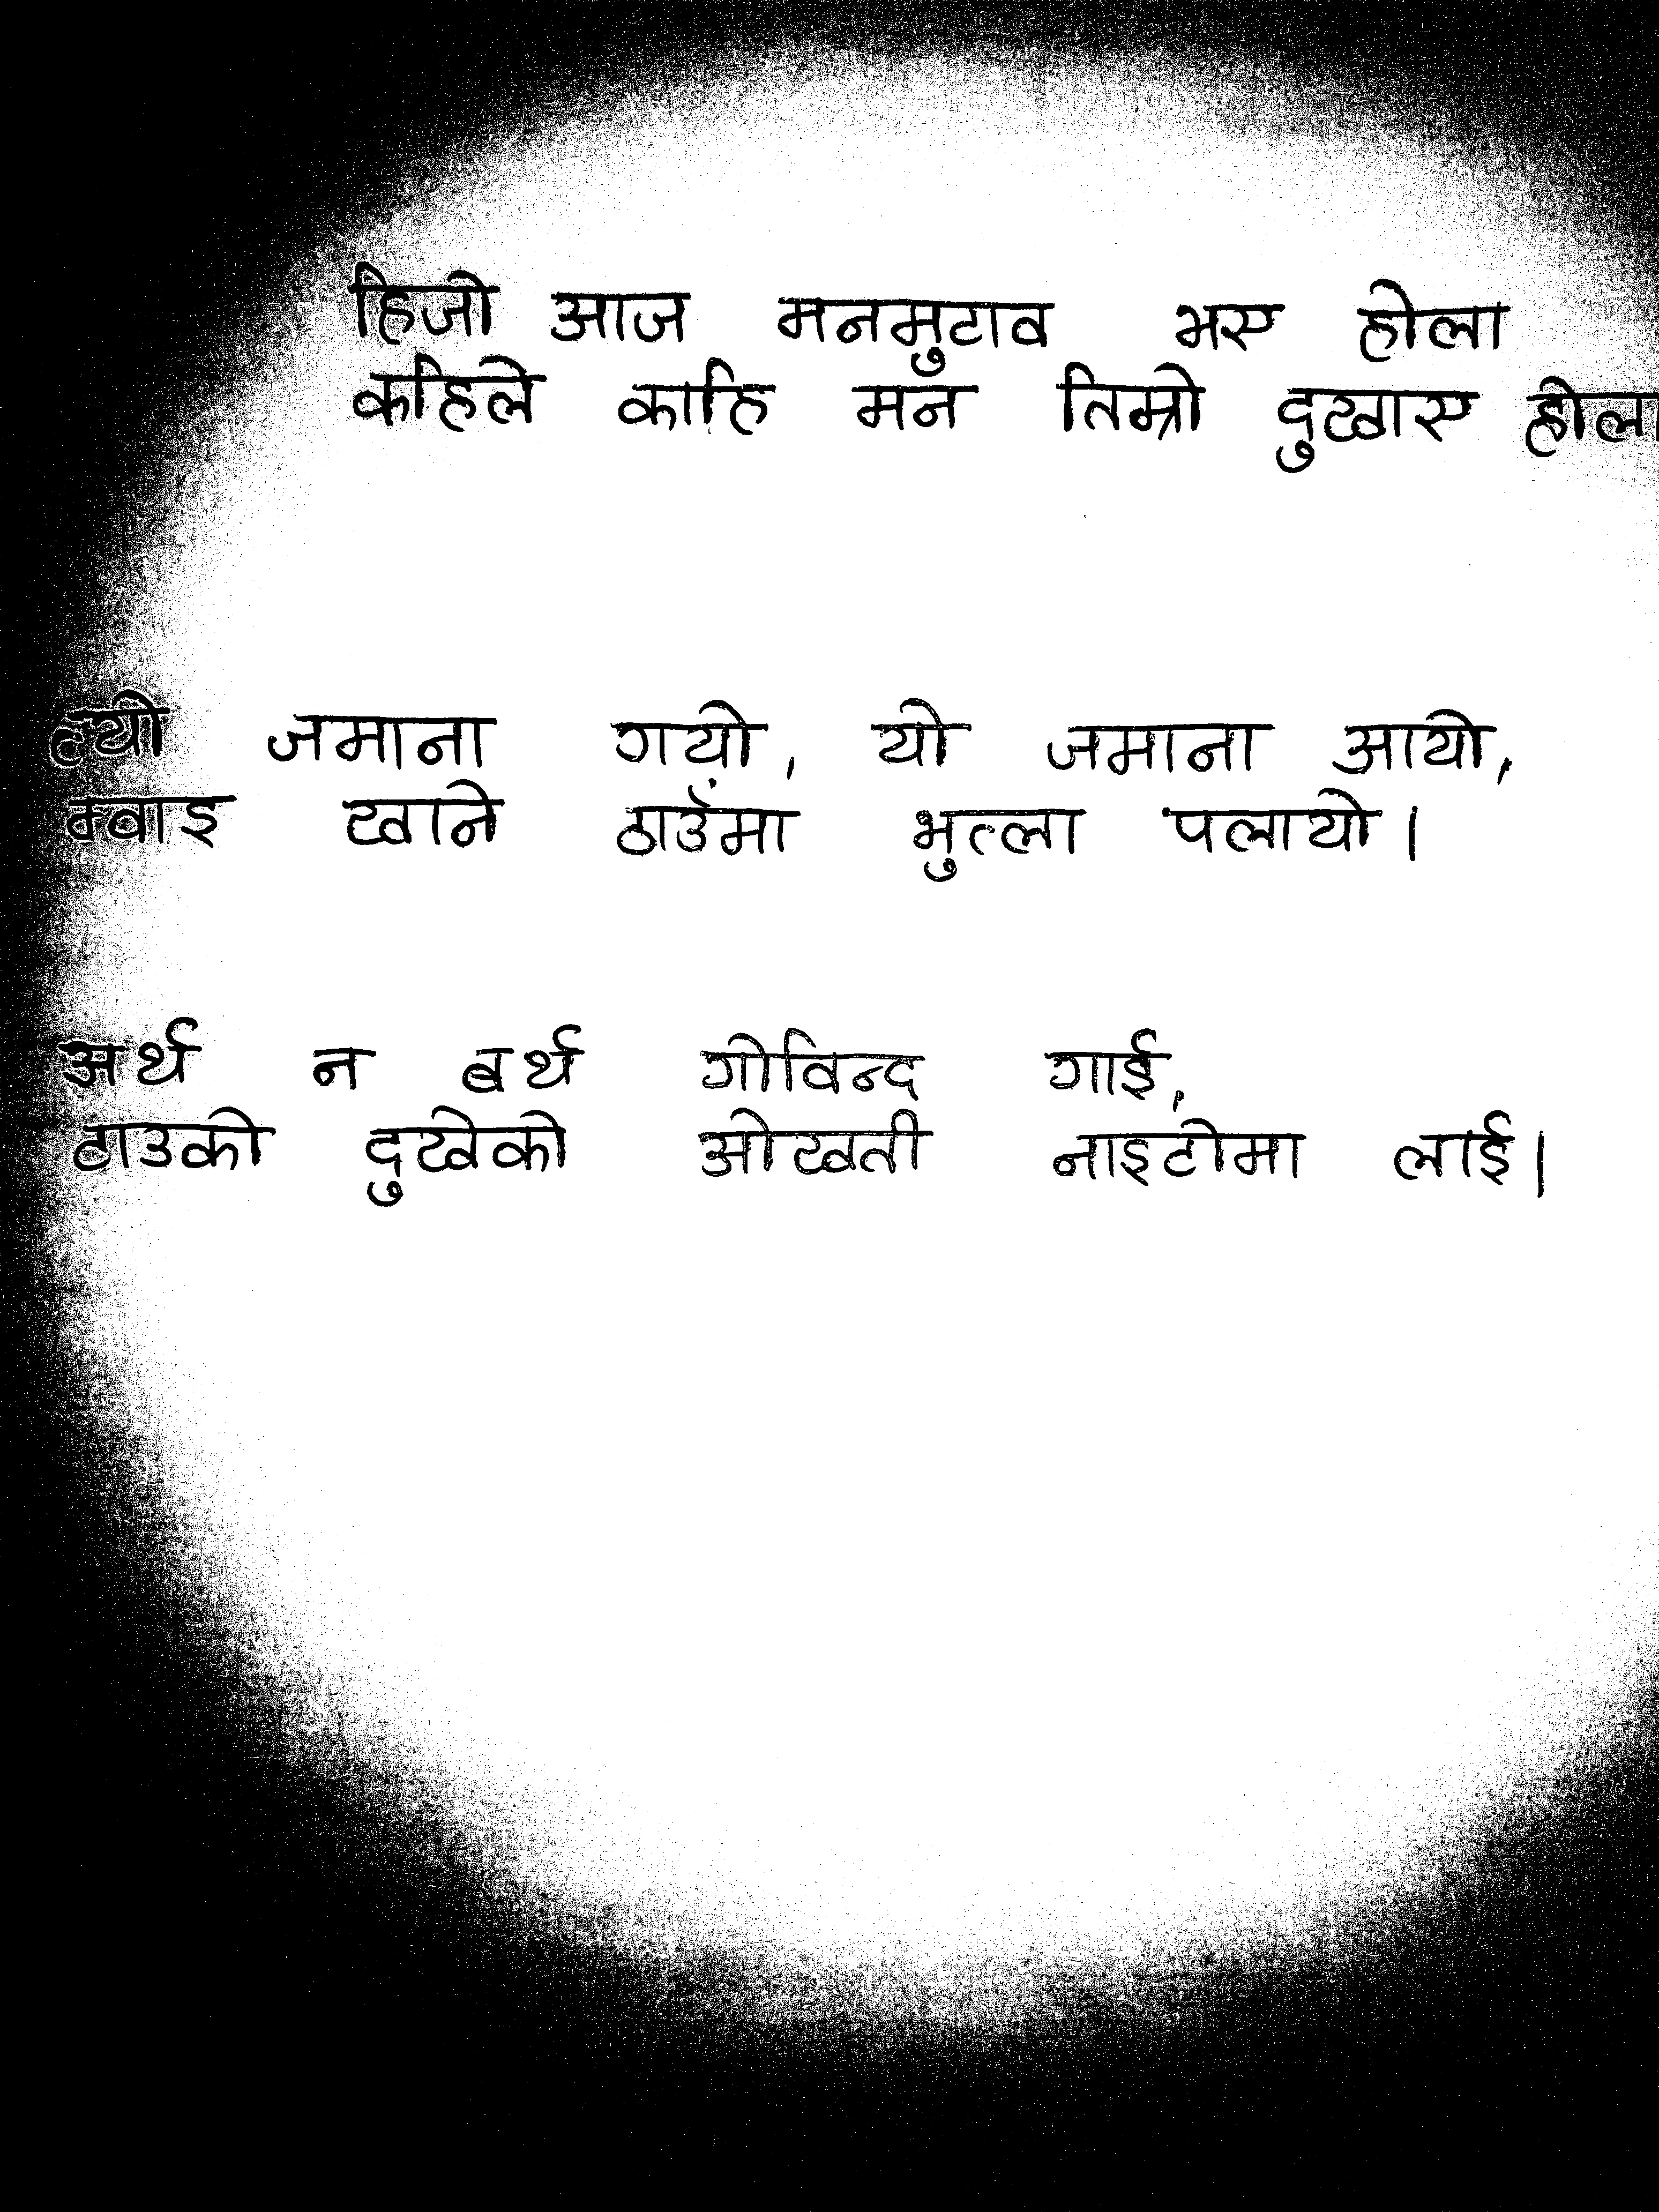 हिजो आज मनमुटाव भए होला
कहिले काहि मन तिम्रो दुखाए होला
त्यो जमाना गयो, यो जमाना आयो,
म्वाइ खाने ठाउँमा भुत्ला पलायो।
अर्थ न बर्थ गोविन्द गाई,
टाउको दुखेको ओखती नाइटोमा लाई।